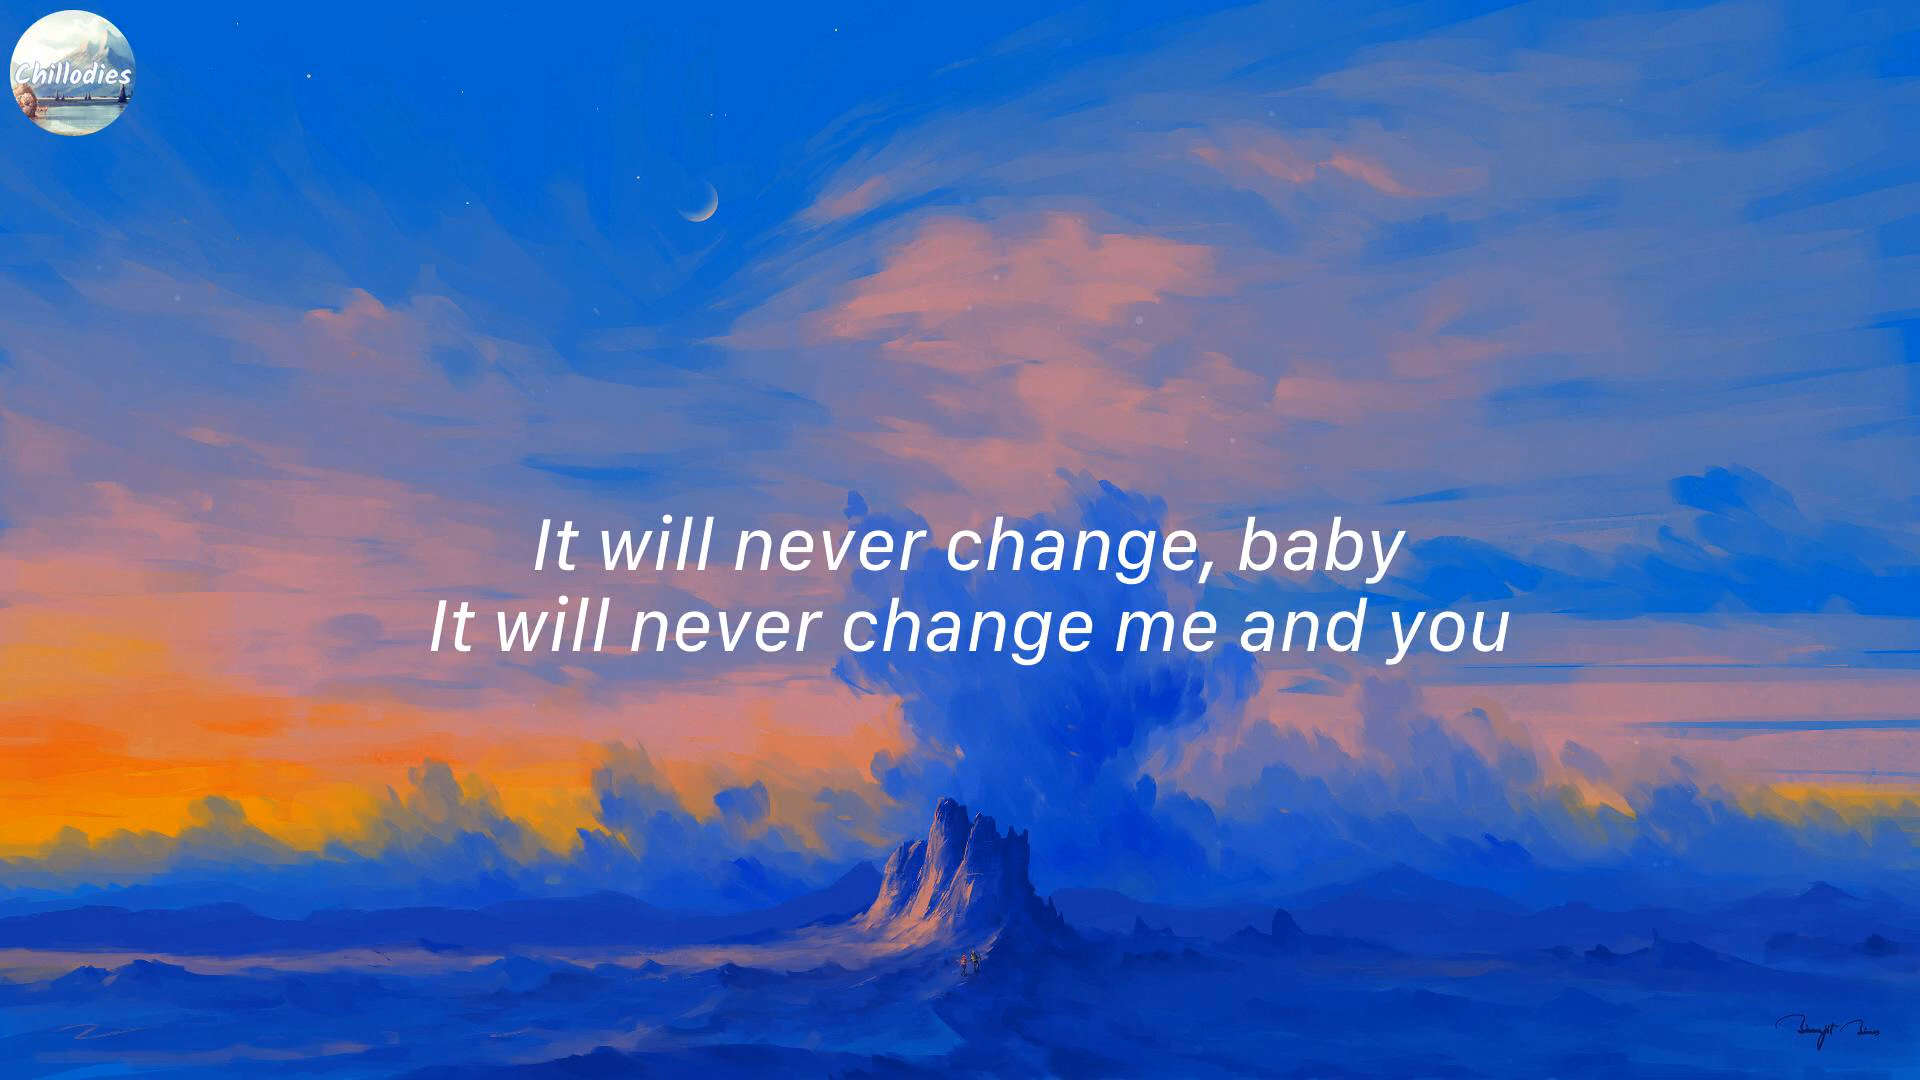 Chillodies
It will never change, baby
It will never change me and you